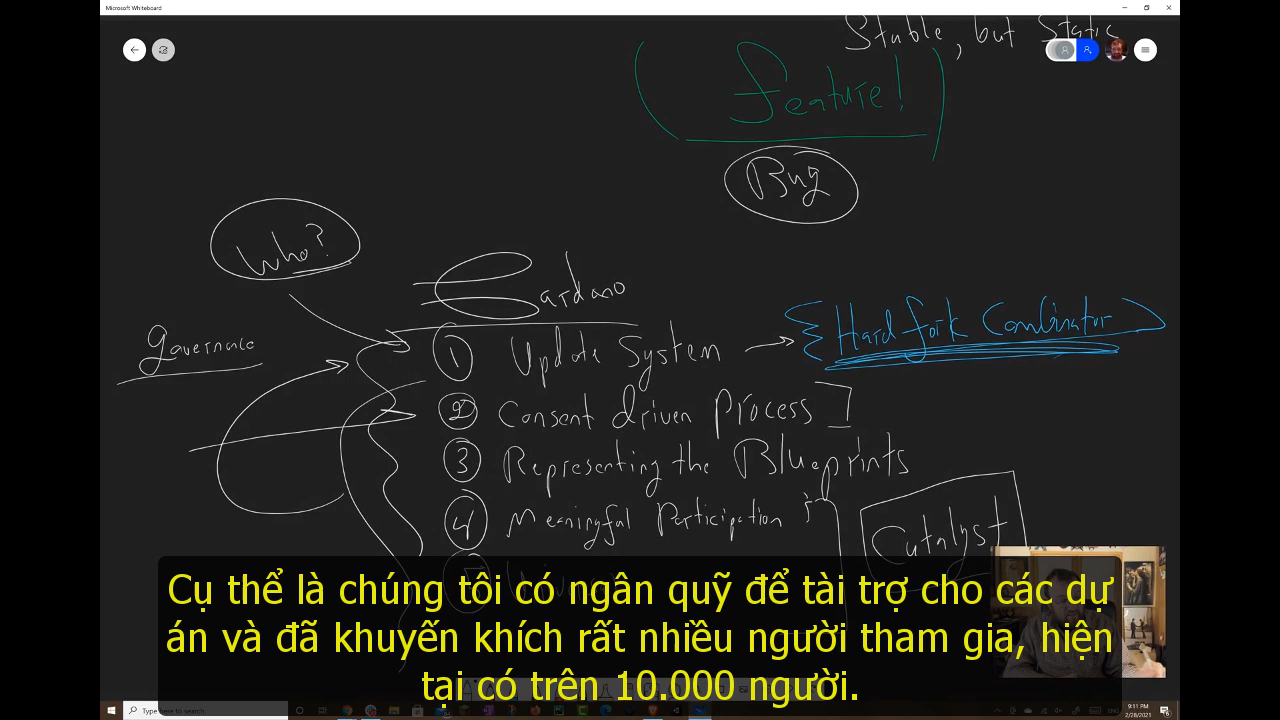 Microsoft Whiteboard
Stable, but Static
Feature!
Bug
Who?
Cardano
Governance
1 Update System
Hard Fork Combinator
2 Consent driven Process
3 Representing the Blueprints
4 Meaningful Participation
Catalyst
5
Cụ thể là chúng tôi có ngân quỹ để tài trợ cho các dự
án và đã khuyến khích rất nhiều người tham gia, hiện
tại có trên 10.000 người.
Type here to search
9:11 PM
2/28/2021